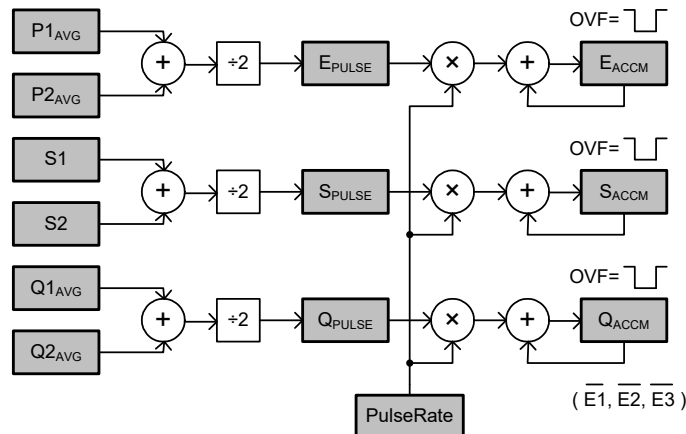 P1AVG
P2AVG
+
÷2
EPULSE
×
+
OVF=
EACCM
S1
S2
+
÷2
SPULSE
×
+
OVF=
SACCM
Q1AVG
Q2AVG
+
÷2
QPULSE
×
+
OVF=
QACCM
PulseRate
( E1, E2, E3 )